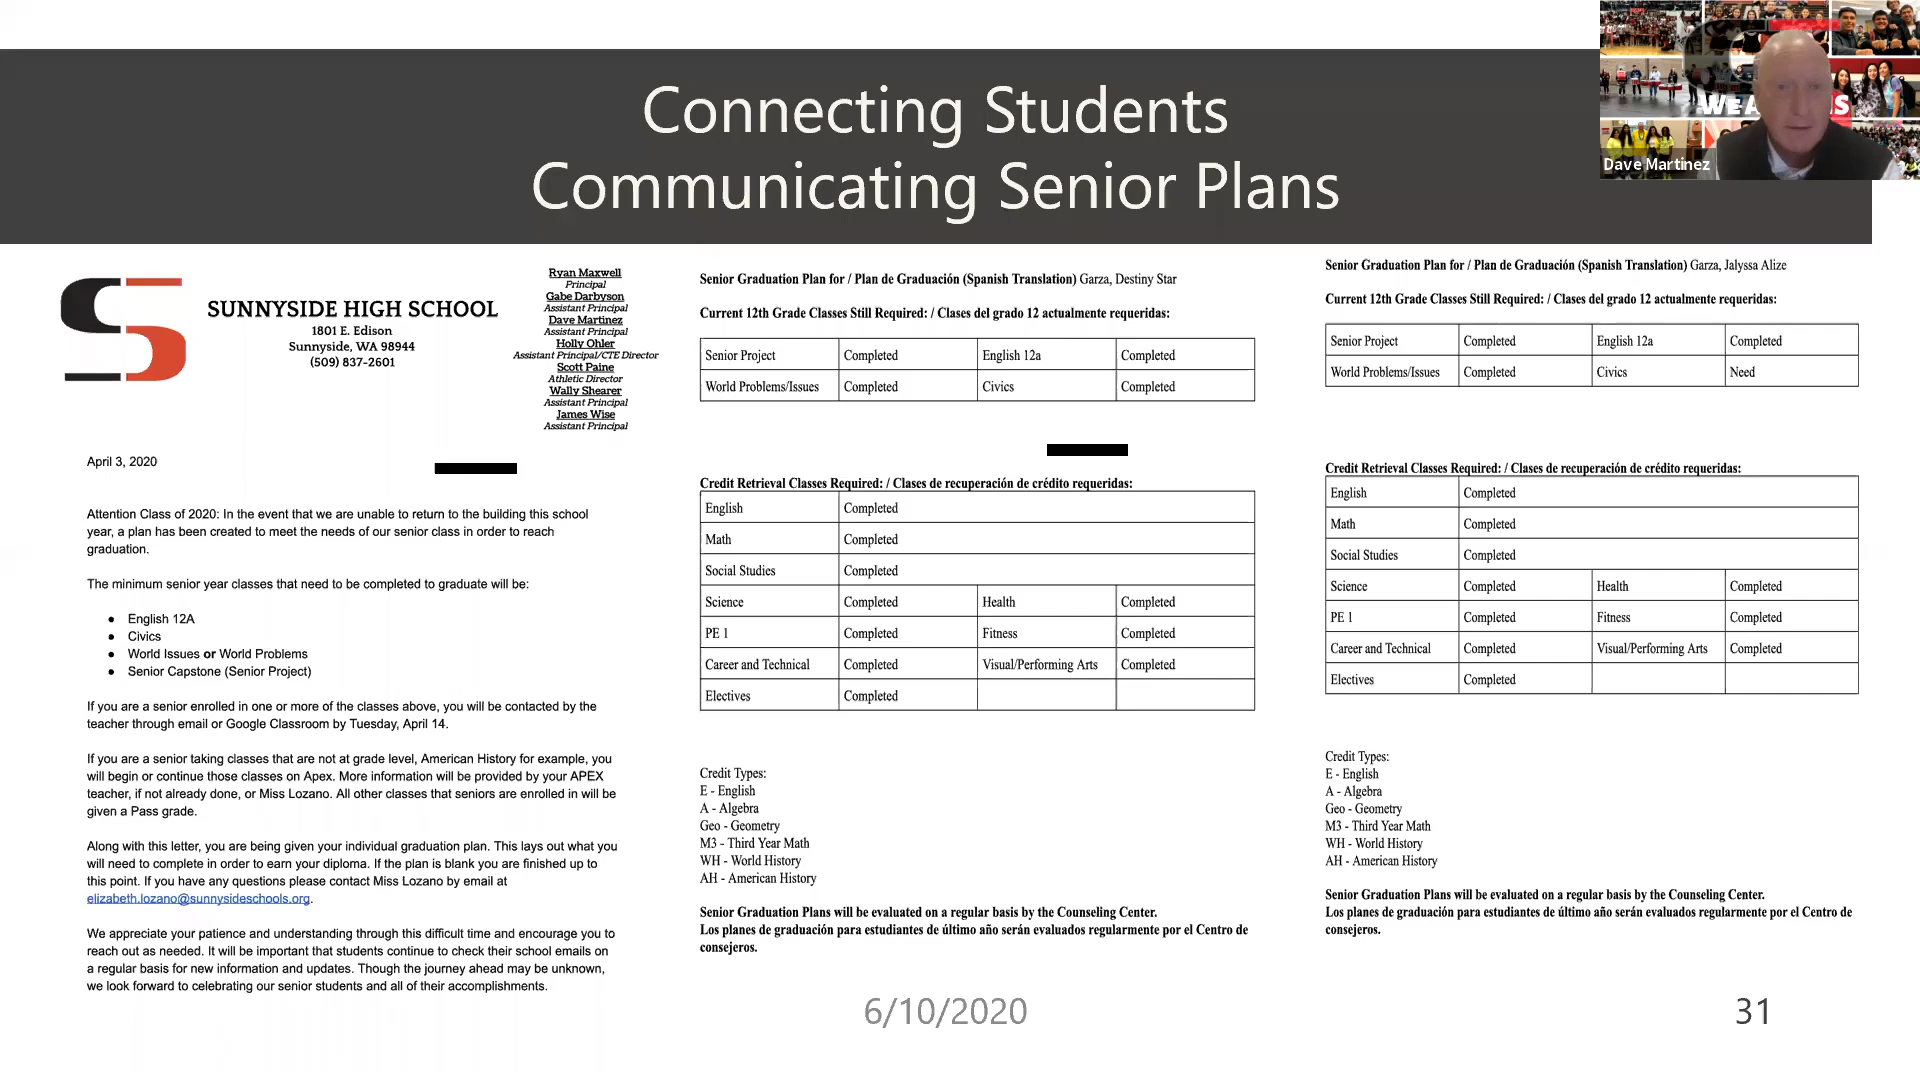 Connecting Students
Communicating Senior Plans
WE A
S
Dave Martinez
SUNNYSIDE HIGH SCHOOL
1801 E. Edison
Sunnyside, WA 98944
(509) 837-2601
Ryan Maxwell
Principal
Gabe Darbyson
Assistant Principal
Dave Martinez
Assistant Principal
Holly Ohler
Assistant Principal/CTE Director
Scott Paine
Athletic Director
Wally Shearer
Assistant Principal
James Wise
Assistant Principal
April 3, 2020
Attention Class of 2020: In the event that we are unable to return to the building this school
year, a plan has been created to meet the needs of our senior class in order to reach
graduation.
The minimum senior year classes that need to be completed to graduate will be:
● English 12A
● Civics
● World Issues or World Problems
● Senior Capstone (Senior Project)
If you are a senior enrolled in one or more of the classes above, you will be contacted by the
teacher through email or Google Classroom by Tuesday, April 14.
If you are a senior taking classes that are not at grade level, American History for example, you
will begin or continue those classes on Apex. More information will be provided by your APEX
teacher, if not already done, or Miss Lozano. All other classes that seniors are enrolled in will be
given a Pass grade.
Along with this letter, you are being given your individual graduation plan. This lays out what you
will need to complete in order to earn your diploma. If the plan is blank you are finished up to
this point. If you have any questions please contact Miss Lozano by email at
elizabeth.lozano@sunnysideschools.org.
We appreciate your patience and understanding through this difficult time and encourage you to
reach out as needed. It will be important that students continue to check their school emails on
a regular basis for new information and updates. Though the journey ahead may be unknown,
we look forward to celebrating our senior students and all of their accomplishments.
Senior Graduation Plan for / Plan de Graduación (Spanish Translation) Garza, Destiny Star
Current 12th Grade Classes Still Required: / Clases del grado 12 actualmente requeridas:
Senior Project Completed English 12a Completed
World Problems/Issues Completed Civics Completed
Credit Retrieval Classes Required: / Clases de recuperación de crédito requeridas:
English Completed
Math Completed
Social Studies Completed
Science Completed Health Completed
PE 1 Completed Fitness Completed
Career and Technical Completed Visual/Performing Arts Completed
Electives Completed
Credit Types:
E - English
A - Algebra
Geo - Geometry
M3 - Third Year Math
WH - World History
AH - American History
Senior Graduation Plans will be evaluated on a regular basis by the Counseling Center.
Los planes de graduación para estudiantes de último año serán evaluados regularmente por el Centro de
consejeros.
Senior Graduation Plan for / Plan de Graduación (Spanish Translation) Garza, Jalyssa Alize
Current 12th Grade Classes Still Required: / Clases del grado 12 actualmente requeridas:
Senior Project Completed English 12a Completed
World Problems/Issues Completed Civics Need
Credit Retrieval Classes Required: / Clases de recuperación de crédito requeridas:
English Completed
Math Completed
Social Studies Completed
Science Completed Health Completed
PE 1 Completed Fitness Completed
Career and Technical Completed Visual/Performing Arts Completed
Electives Completed
Credit Types:
E - English
A - Algebra
Geo - Geometry
M3 - Third Year Math
WH - World History
AH - American History
Senior Graduation Plans will be evaluated on a regular basis by the Counseling Center.
Los planes de graduación para estudiantes de último año serán evaluados regularmente por el Centro de
consejeros.
6/10/2020
31